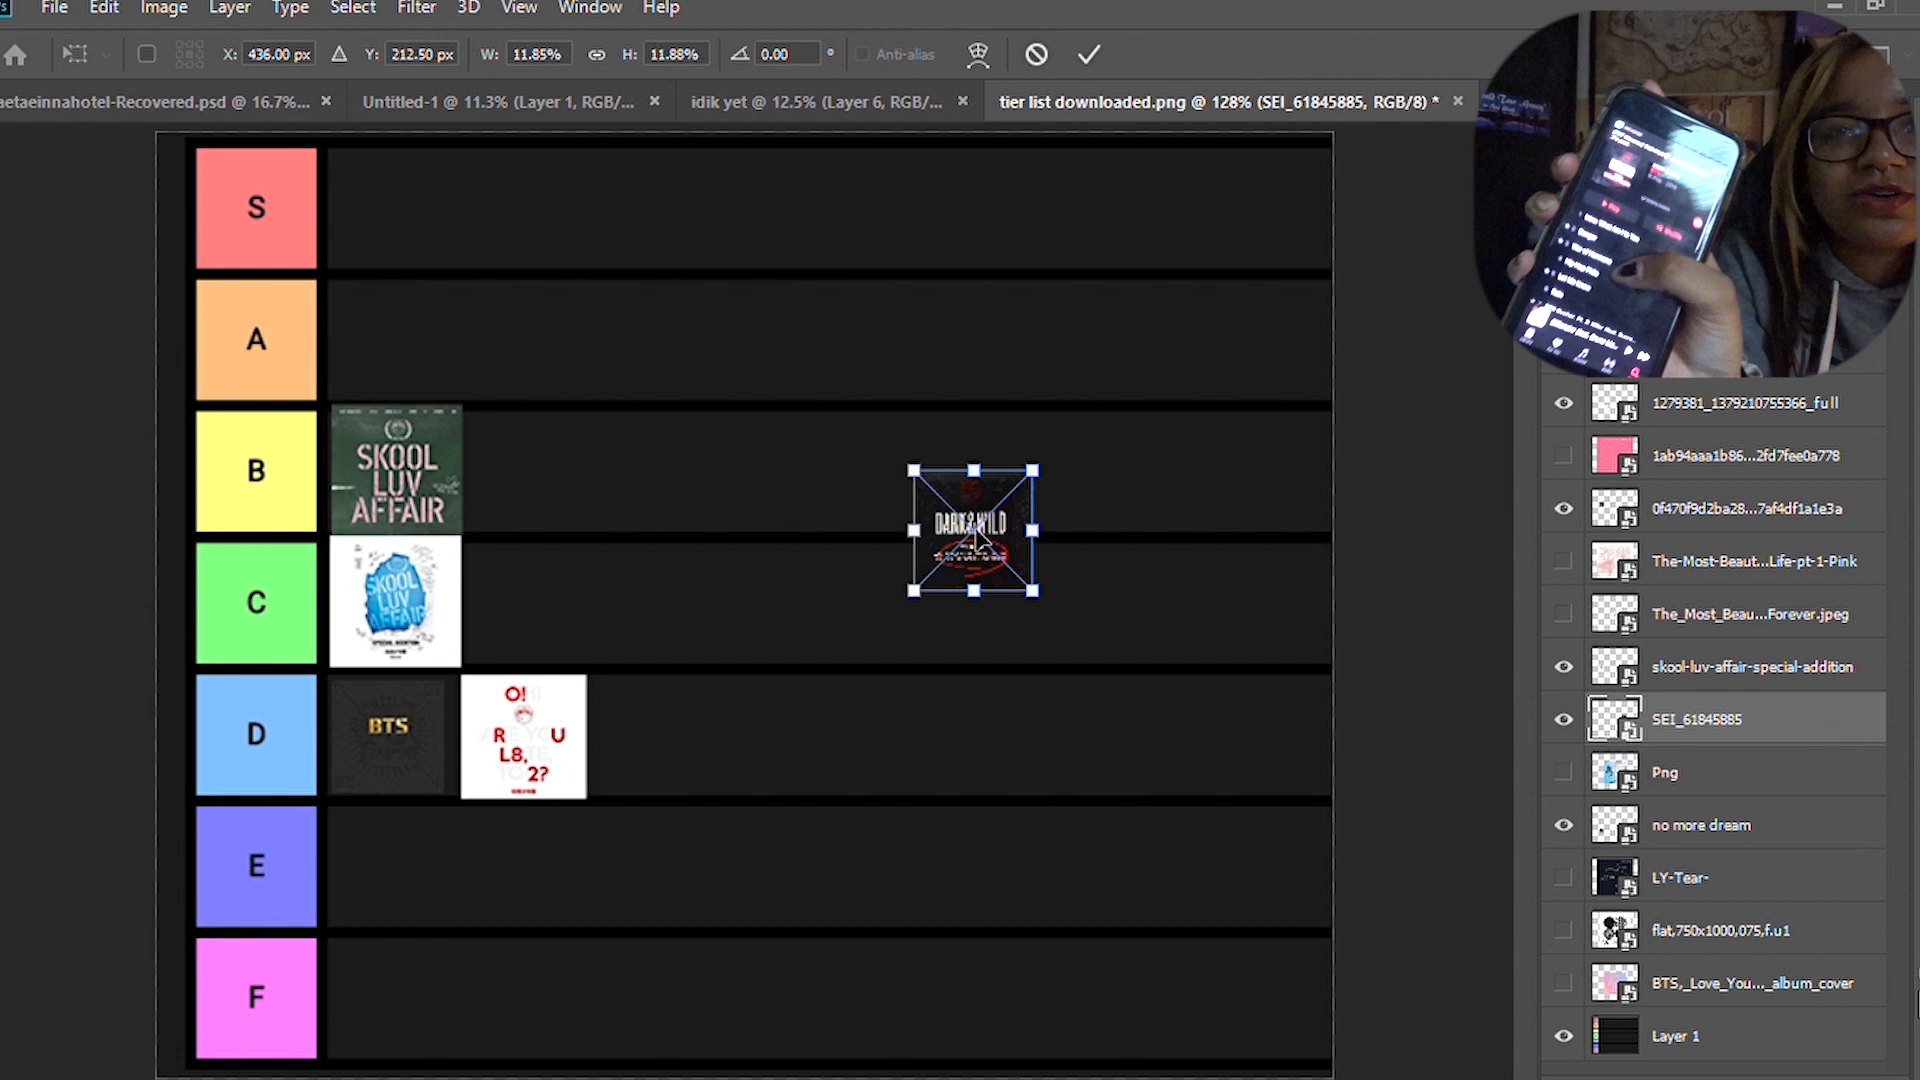 File Edit Image Layer Type Select Filter 3D View Window Help
X: 436.00 px Y: 212.50 px W: 11.85% H: 11.88% 0.00 ° Anti-alias
aetaeinnahotel-Recovered.psd @ 16.7%... × Untitled-1 @ 11.3% (Layer 1, RGB/... × idik yet @ 12.5% (Layer 6, RGB/... × tier list downloaded.png @ 128% (SEI_61845885, RGB/8) * ×
S
A
B
SKOOL
LUV
AFFAIR
DARK&WILD
C
SKOOL
LUV
AFFAIR
D
BTS
O!
R U
L8,
2?
E
F
1279381_1379210755366_full
1ab94aaa1b86...2fd7fee0a778
0f470f9d2ba28...7af4df1a1e3a
The-Most-Beaut...Life-pt-1-Pink
The_Most_Beau...Forever.jpeg
skool-luv-affair-special-addition
SEI_61845885
Png
no more dream
LY-Tear-
flat,750x1000,075,f.u1
BTS,_Love_You..._album_cover
Layer 1